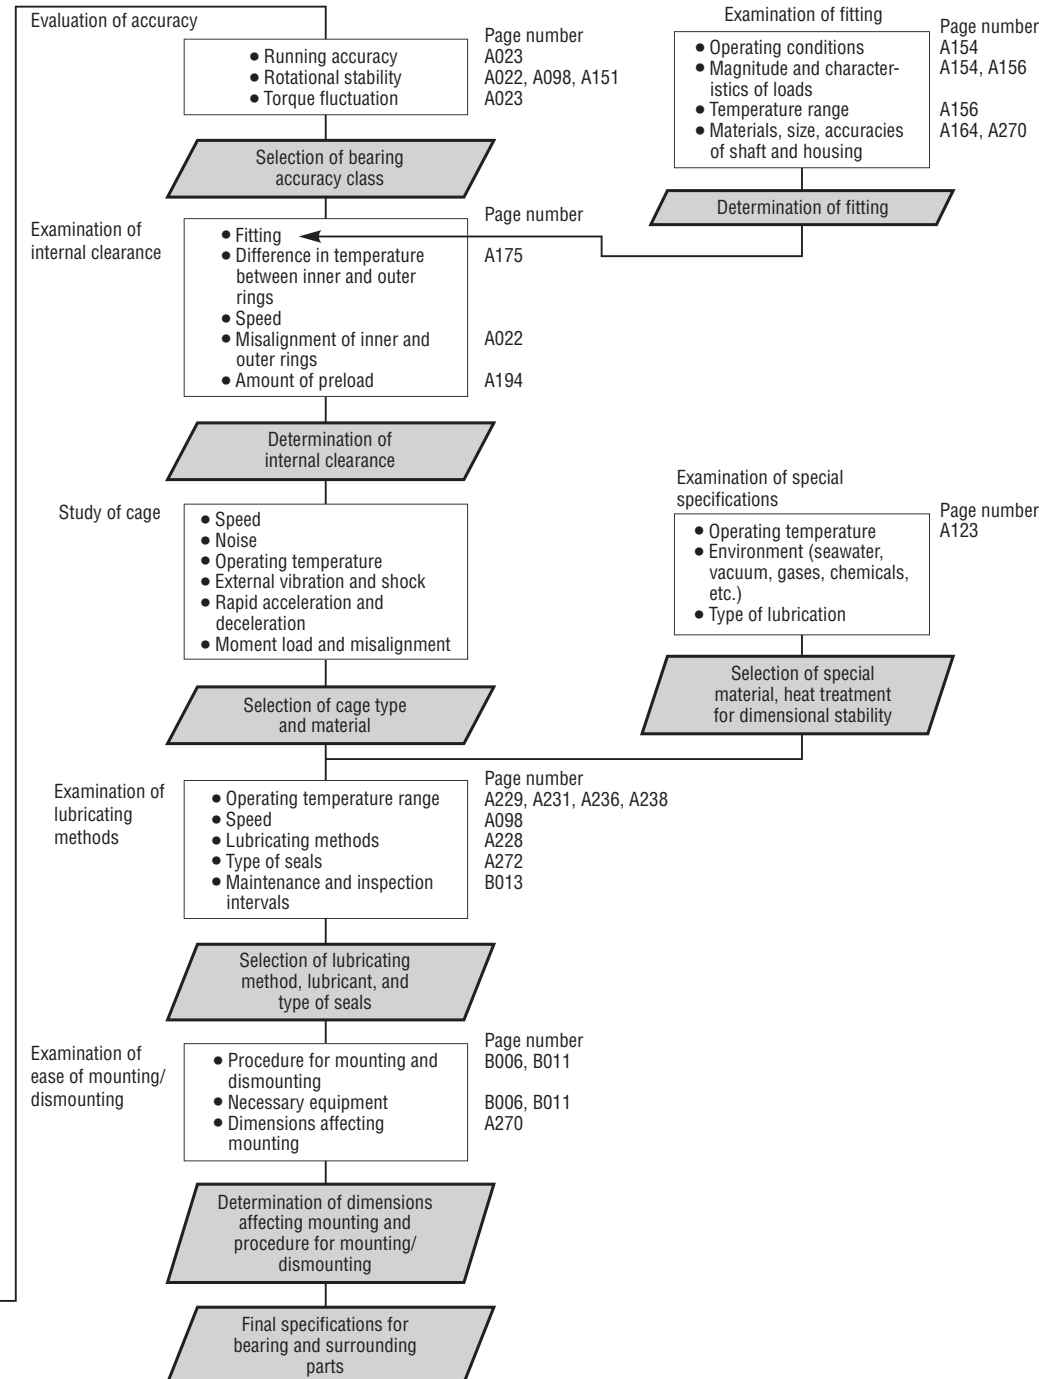 Evaluation of accuracy
Page number
● Running accuracy
A023
● Rotational stability
A022, A098, A151
● Torque fluctuation
A023
Selection of bearing
accuracy class
Examination of fitting
Page number
● Operating conditions
A154
● Magnitude and character-
istics of loads
A154, A156
● Temperature range
A156
● Materials, size, accuracies
of shaft and housing
A164, A270
Determination of fitting
Examination of
internal clearance
Page number
● Fitting
● Difference in temperature
between inner and outer
rings
A175
● Speed
● Misalignment of inner and
outer rings
A022
● Amount of preload
A194
Determination of
internal clearance
Study of cage
● Speed
● Noise
● Operating temperature
● External vibration and shock
● Rapid acceleration and
deceleration
● Moment load and misalignment
Selection of cage type
and material
Examination of special
specifications
Page number
● Operating temperature
A123
● Environment (seawater,
vacuum, gases, chemicals,
etc.)
● Type of lubrication
Selection of special
material, heat treatment
for dimensional stability
Examination of
lubricating
methods
Page number
● Operating temperature range
A229, A231, A236, A238
● Speed
A098
● Lubricating methods
A228
● Type of seals
A272
● Maintenance and inspection
intervals
B013
Selection of lubricating
method, lubricant, and
type of seals
Examination of
ease of mounting/
dismounting
Page number
● Procedure for mounting and
dismounting
B006, B011
● Necessary equipment
B006, B011
● Dimensions affecting
mounting
A270
Determination of dimensions
affecting mounting and
procedure for mounting/
dismounting
Final specifications for
bearing and surrounding
parts